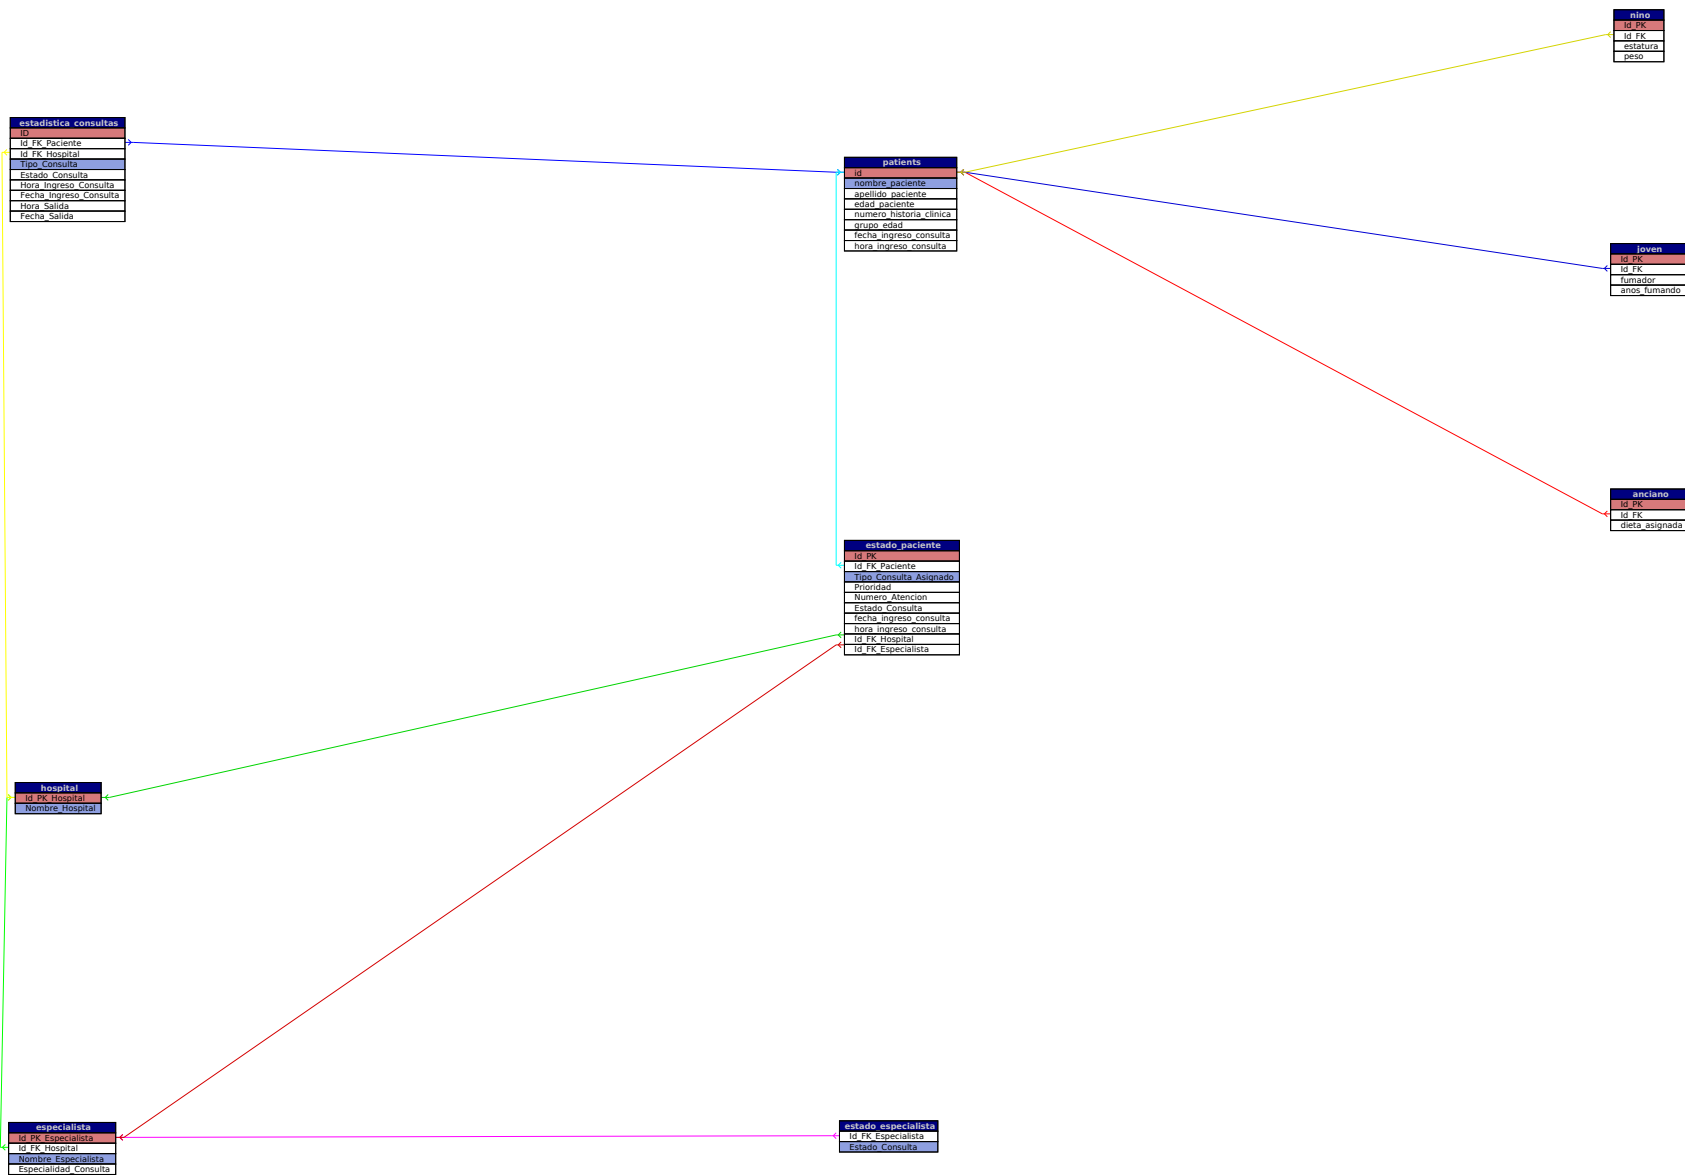 nino
Id_PK
Id_FK
estatura
peso
estadistica_consultas
ID
Id_FK_Paciente
Id_FK_Hospital
Tipo_Consulta
Estado_Consulta
Hora_Ingreso_Consulta
Fecha_Ingreso_Consulta
Hora_Salida
Fecha_Salida
patients
id
nombre_paciente
apellido_paciente
edad_paciente
numero_historia_clinica
grupo_edad
fecha_ingreso_consulta
hora_ingreso_consulta
joven
Id_PK
Id_FK
fumador
anos_fumando
anciano
Id_PK
Id_FK
dieta_asignada
estado_paciente
Id_PK
Id_FK_Paciente
Tipo_Consulta_Asignado
Prioridad
Numero_Atencion
Estado_Consulta
fecha_ingreso_consulta
hora_ingreso_consulta
Id_FK_Hospital
Id_FK_Especialista
hospital
Id_PK_Hospital
Nombre_Hospital
especialista
Id_PK_Especialista
Id_FK_Hospital
Nombre_Especialista
Especialidad_Consulta
estado_especialista
Id_FK_Especialista
Estado_Consulta